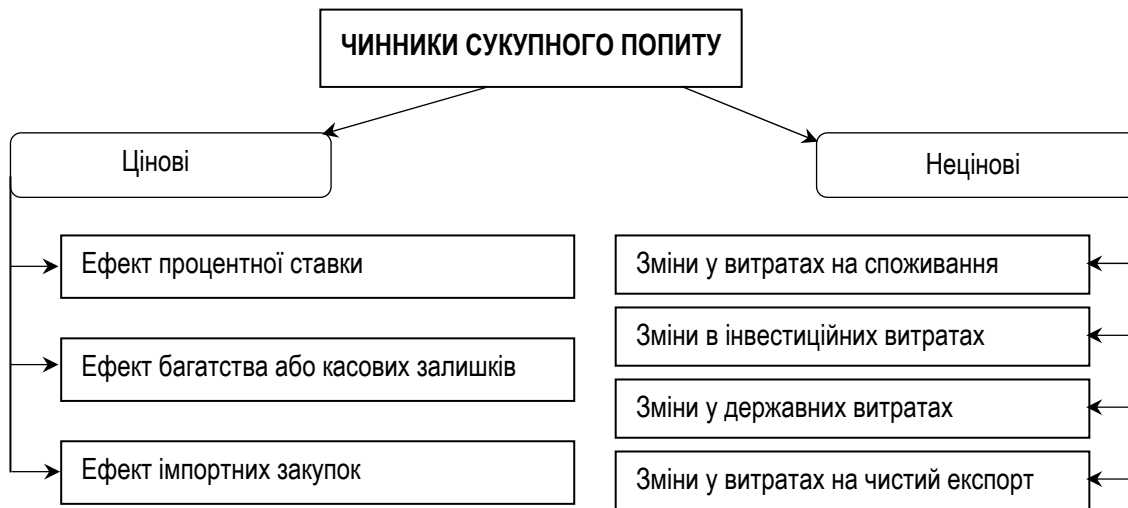 ЧИННИКИ СУКУПНОГО ПОПИТУ
Цінові
Нецінові
Ефект процентної ставки
Ефект багатства або касових залишків
Ефект імпортних закупок
Зміни у витратах на споживання
Зміни в інвестиційних витратах
Зміни у державних витратах
Зміни у витратах на чистий експорт